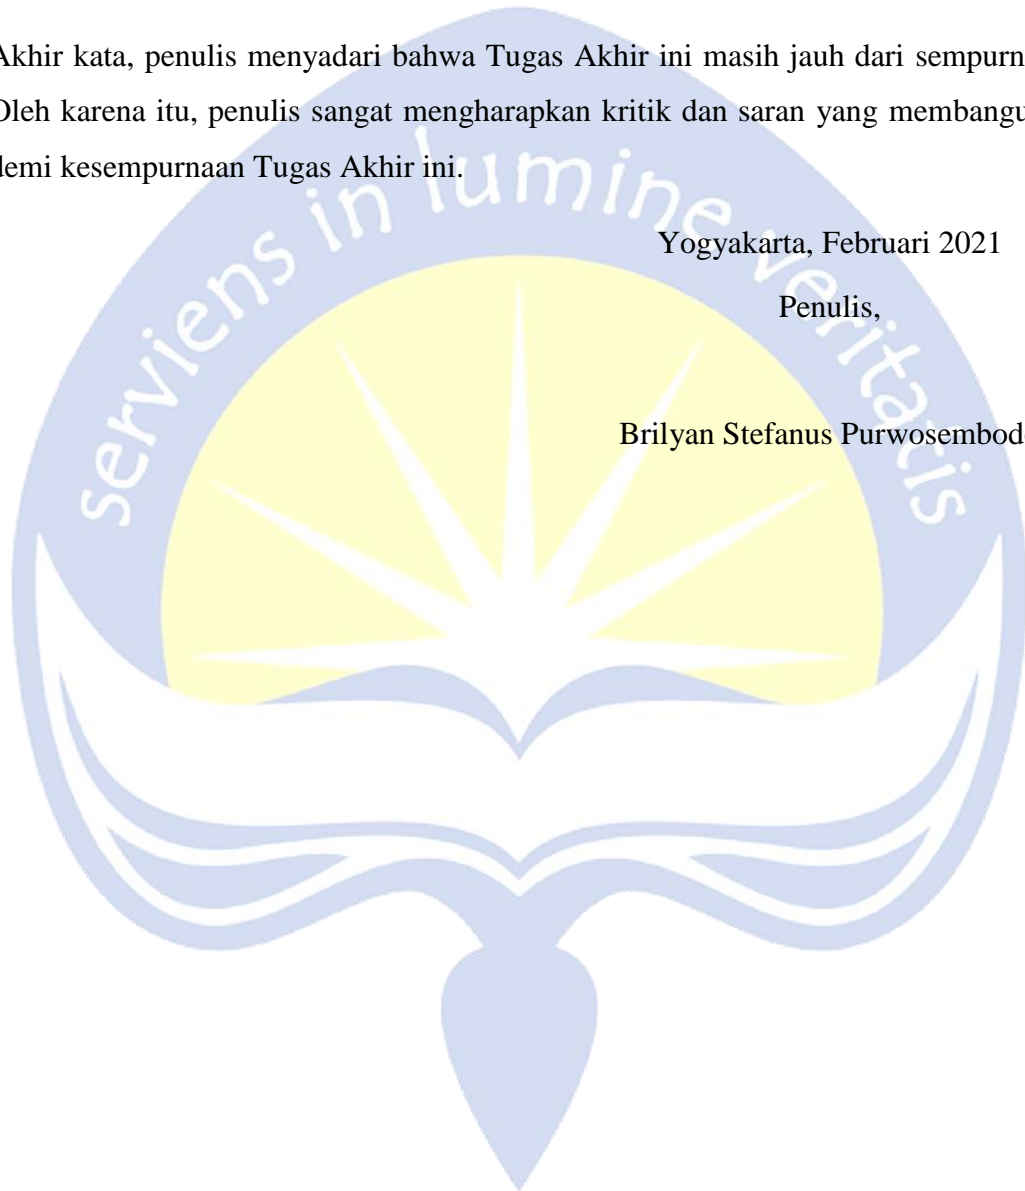 Akhir kata, penulis menyadari bahwa Tugas Akhir ini masih jauh dari sempurn
Oleh karena itu, penulis sangat mengharapkan kritik dan saran yang membangu
demi kesempurnaan Tugas Akhir ini.
serviens in lumine veritatis
Yogyakarta, Februari 2021
Penulis,
Brilyan Stefanus Purwosembodo